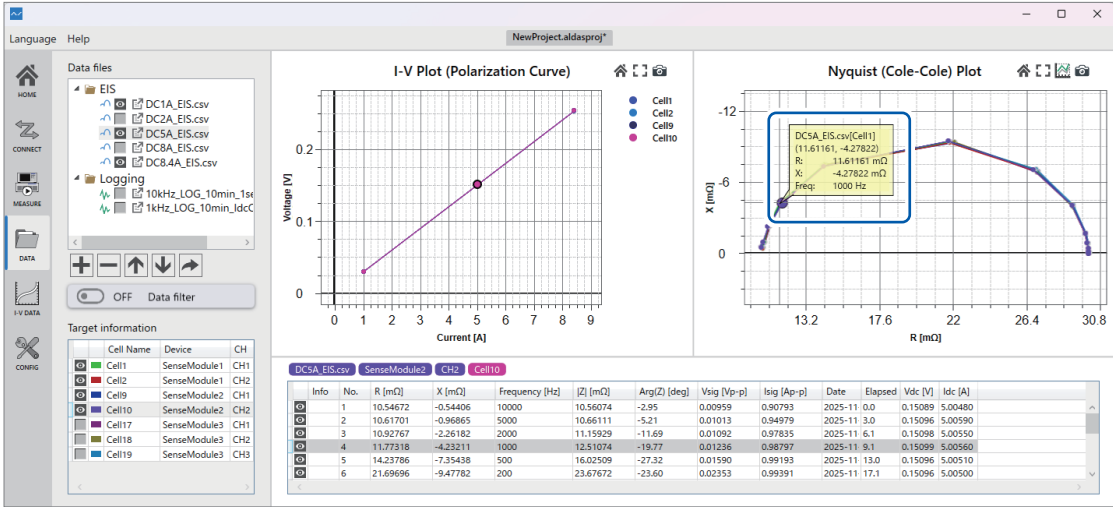 Language Help
NewProject.aldasproj*
HOME
CONNECT
MEASURE
DATA
I-V DATA
CONFIG
Data files
EIS
DC1A_EIS.csv
DC2A_EIS.csv
DC5A_EIS.csv
DC8A_EIS.csv
DC8.4A_EIS.csv
Logging
10kHz_LOG_10min_1se
1kHz_LOG_10min_IdcC
OFF Data filter
Target information
Cell Name Device CH
Cell1 SenseModule1 CH1
Cell2 SenseModule1 CH2
Cell9 SenseModule2 CH1
Cell10 SenseModule2 CH2
Cell17 SenseModule3 CH1
Cell18 SenseModule3 CH2
Cell19 SenseModule3 CH3
I-V Plot (Polarization Curve)
Cell1
Cell2
Cell9
Cell10
Voltage [V]
0.2
0.1
0
0 1 2 3 4 5 6 7 8 9
Current [A]
Nyquist (Cole-Cole) Plot
X [mΩ]
-12
-6
0
DC5A_EIS.csv[Cell1]
(11.61161, -4.27822)
R: 11.61161 mΩ
X: -4.27822 mΩ
Freq: 1000 Hz
13.2 17.6 22 26.4 30.8
R [mΩ]
DC5A_EIS.csv SenseModule2 CH2 Cell10
Info No. R [mΩ] X [mΩ] Frequency [Hz] |Z| [mΩ] Arg(Z) [deg] Vsig [Vp-p] Isig [Ap-p] Date Elapsed Vdc [V] Idc [A]
1 10.54672 -0.54406 10000 10.56074 -2.95 0.00959 0.90793 2025-11 0.0 0.15089 5.00480
2 10.61701 -0.96865 5000 10.66111 -5.21 0.01013 0.94979 2025-11 3.0 0.15096 5.00590
3 10.92767 -2.26182 2000 11.15929 -11.69 0.01092 0.97835 2025-11 6.1 0.15098 5.00550
4 11.77318 -4.23211 1000 12.51074 -19.77 0.01236 0.98797 2025-11 9.1 0.15099 5.00560
5 14.23786 -7.35438 500 16.02509 -27.32 0.01590 0.99193 2025-11 13.0 0.15096 5.00510
6 21.69696 -9.47782 200 23.67672 -23.60 0.02353 0.99391 2025-11 17.1 0.15096 5.00500